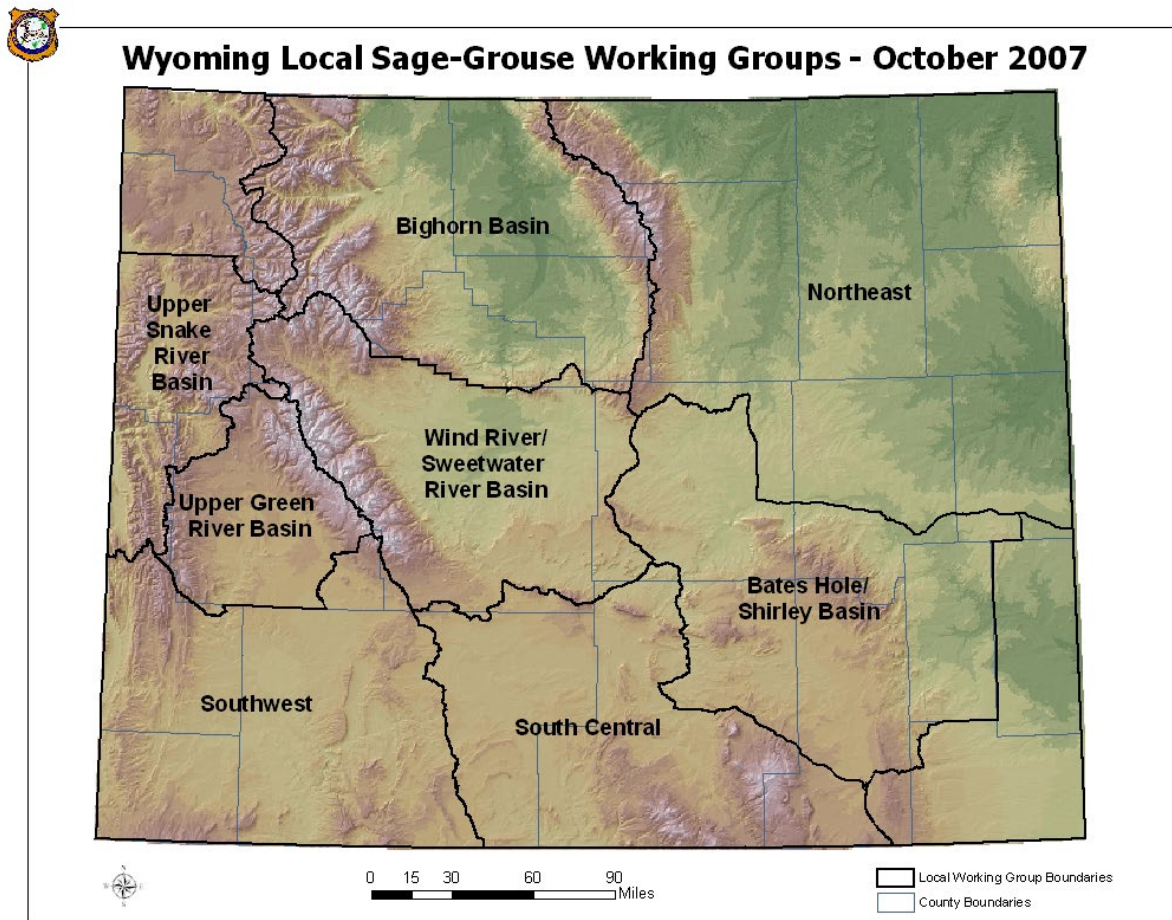 Wyoming Local Sage-Grouse Working Groups - October 2007
Bighorn Basin
Northeast
Upper
Snake
River
Basin
Wind River/
Sweetwater
River Basin
Upper Green
River Basin
Bates Hole/
Shirley Basin
Southwest
South Central
N
0 15 30 60 90
Miles
Local Working Group Boundaries
County Boundaries